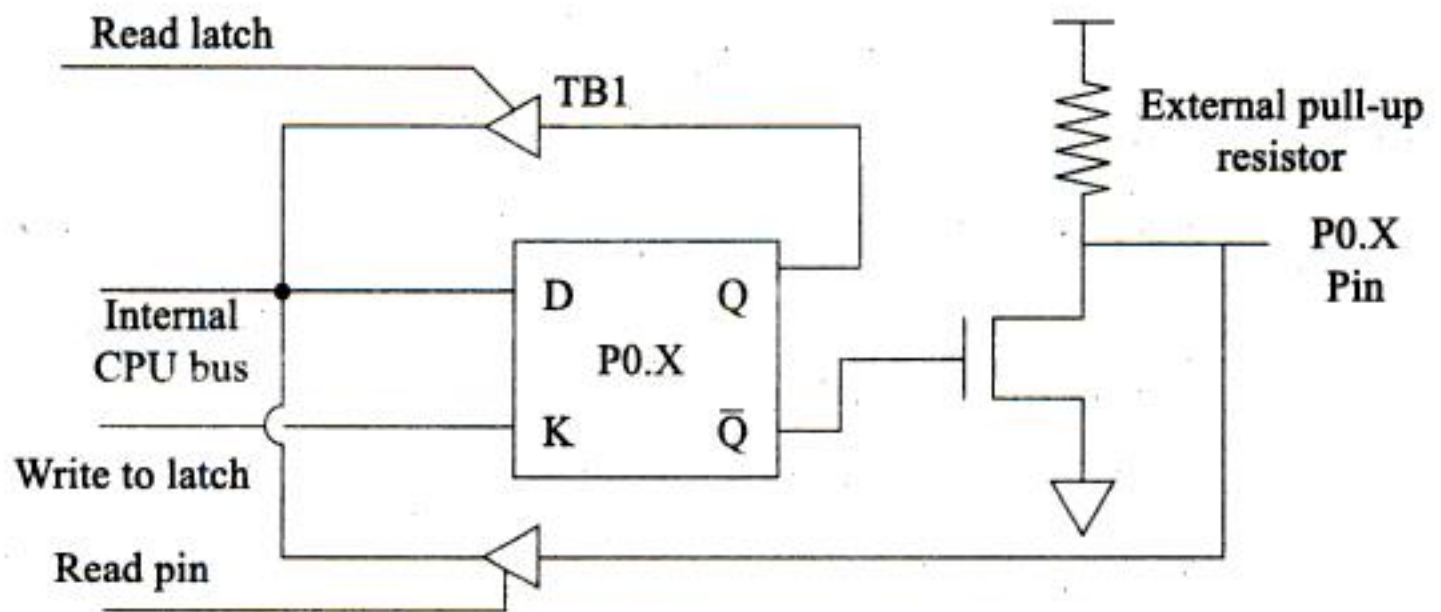 Read latch
TB1
External pull-up
resistor
P0.X
Pin
D
Q
Internal
CPU bus
P0.X
K
Q̅
Write to latch
Read pin